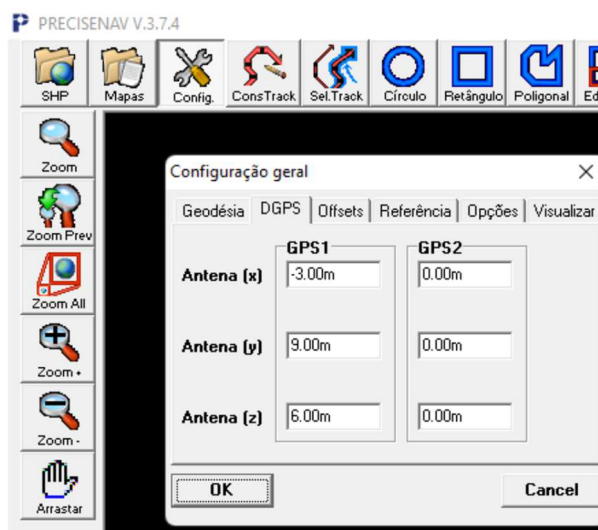 PRECISENAV V.3.7.4
SHP Mapas Config. ConsTrack Sel.Track Círculo Retângulo Poligonal Ed
Zoom
Zoom Prev
Zoom All
Zoom +
Zoom -
Arrastar
Configuração geral
Geodésia DGPS Offsets Referência Opções Visualizar
GPS1 GPS2
Antena (x) -3.00m 0.00m
Antena (y) 9.00m 0.00m
Antena (z) 6.00m 0.00m
OK Cancel